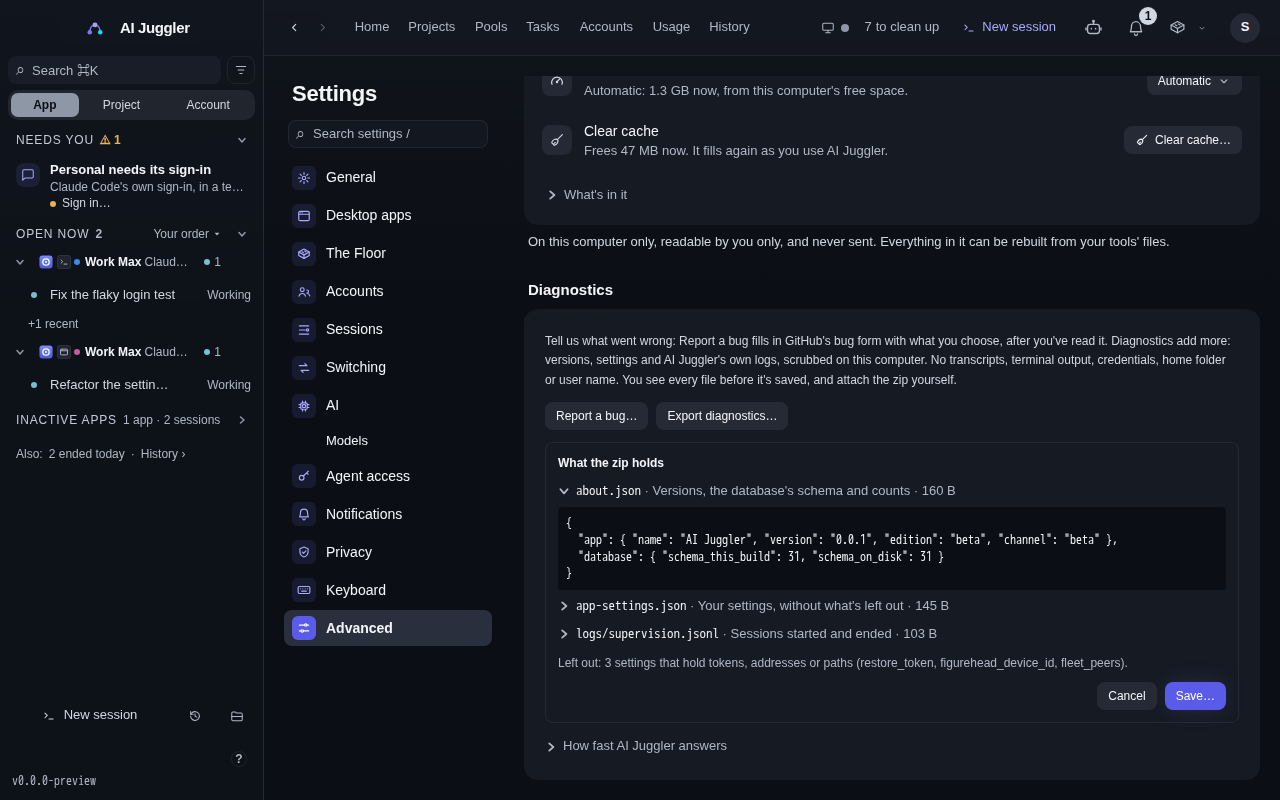 AI Juggler
Search ⌘K
App
Project
Account
NEEDS YOU
1
Personal needs its sign-in
Claude Code's own sign-in, in a te…
Sign in…
OPEN NOW 2
Your order
Work Max Claud…
1
Fix the flaky login test
Working
+1 recent
Work Max Claud…
1
Refactor the settin…
Working
INACTIVE APPS 1 app · 2 sessions
Also: 2 ended today · History ›
New session
?
v0.0.0-preview
Home
Projects
Pools
Tasks
Accounts
Usage
History
7 to clean up
New session
1
S
Settings
Search settings /
General
Desktop apps
The Floor
Accounts
Sessions
Switching
AI
Models
Agent access
Notifications
Privacy
Keyboard
Advanced
Automatic: 1.3 GB now, from this computer's free space.
Automatic
Clear cache
Frees 47 MB now. It fills again as you use AI Juggler.
Clear cache…
What's in it
On this computer only, readable by you only, and never sent. Everything in it can be rebuilt from your tools' files.
Diagnostics
Tell us what went wrong: Report a bug fills in GitHub's bug form with what you choose, after you've read it. Diagnostics add more:
versions, settings and AI Juggler's own logs, scrubbed on this computer. No transcripts, terminal output, credentials, home folder
or user name. You see every file before it's saved, and attach the zip yourself.
Report a bug…
Export diagnostics…
What the zip holds
about.json · Versions, the database's schema and counts · 160 B
{
"app": { "name": "AI Juggler", "version": "0.0.1", "edition": "beta", "channel": "beta" },
"database": { "schema_this_build": 31, "schema_on_disk": 31 }
}
app-settings.json · Your settings, without what's left out · 145 B
logs/supervision.jsonl · Sessions started and ended · 103 B
Left out: 3 settings that hold tokens, addresses or paths (restore_token, figurehead_device_id, fleet_peers).
Cancel
Save…
How fast AI Juggler answers